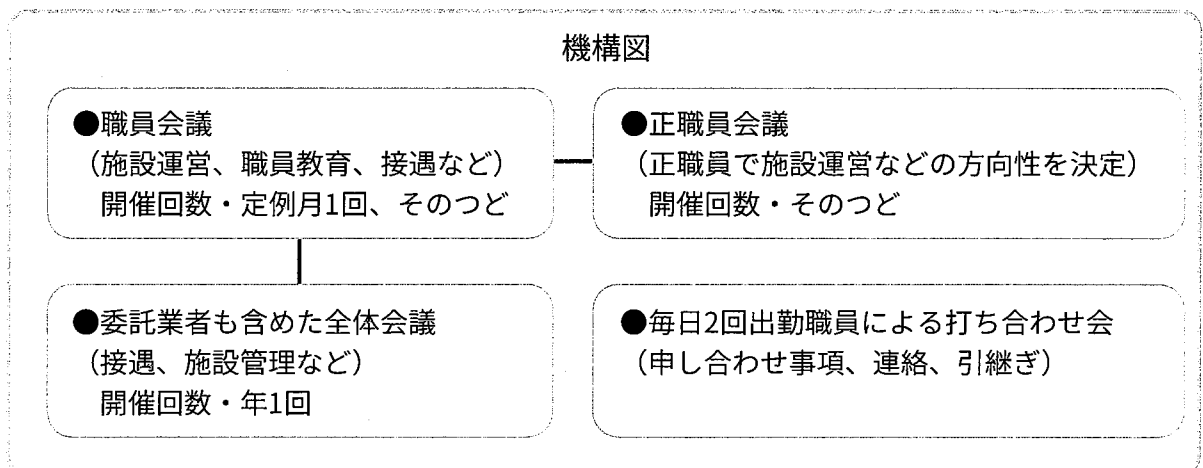 機構図
●職員会議
（施設運営、職員教育、接遇など）
開催回数・定例月1回、そのつど
●正職員会議
（正職員で施設運営などの方向性を決定）
開催回数・そのつど
●委託業者も含めた全体会議
（接遇、施設管理など）
開催回数・年1回
●毎日2回出勤職員による打ち合わせ会
（申し合わせ事項、連絡、引継ぎ）